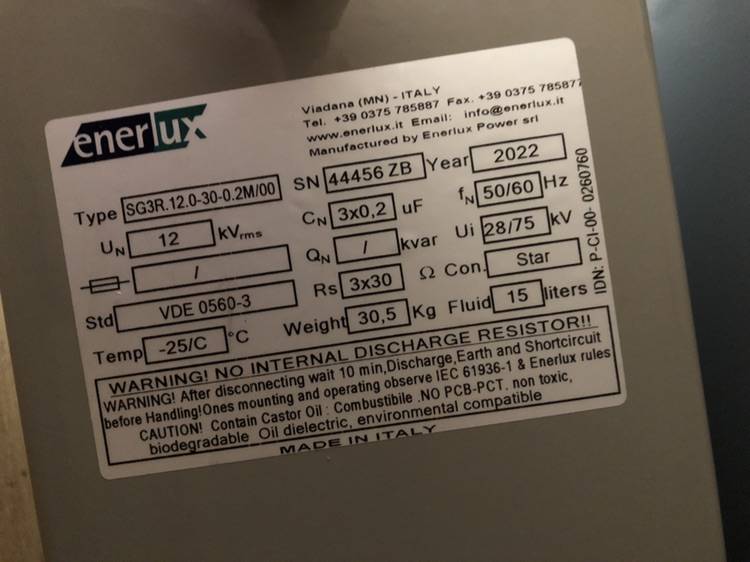 enerlux
Viadana (MN) - ITALY
Tel. +39 0375 785887 Fax. +39 0375 785877
www.enerlux.it Email: info@enerlux.it
Manufactured by Enerlux Power srl
Type SG3R.12.0-30-0.2M/00 SN 44456 ZB Year 2022
UN 12 kVrms CN 3x0,2 uF fN 50/60 Hz
/ QN / kvar Ui 28/75 kV
Std VDE 0560-3 Rs 3x30 Ω Con. Star
Temp -25/C °C Weight 30,5 Kg Fluid 15 liters
IDN: P-CI-00- 0260760
WARNING! NO INTERNAL DISCHARGE RESISTOR!!
WARNING! After disconnecting wait 10 min,Discharge,Earth and Shortcircuit
before Handling!Ones mounting and operating observe IEC 61936-1 & Enerlux rules
CAUTION! Contain Castor Oil : Combustibile .NO PCB-PCT. non toxic,
biodegradable Oil dielectric, environmental compatible
MADE IN ITALY